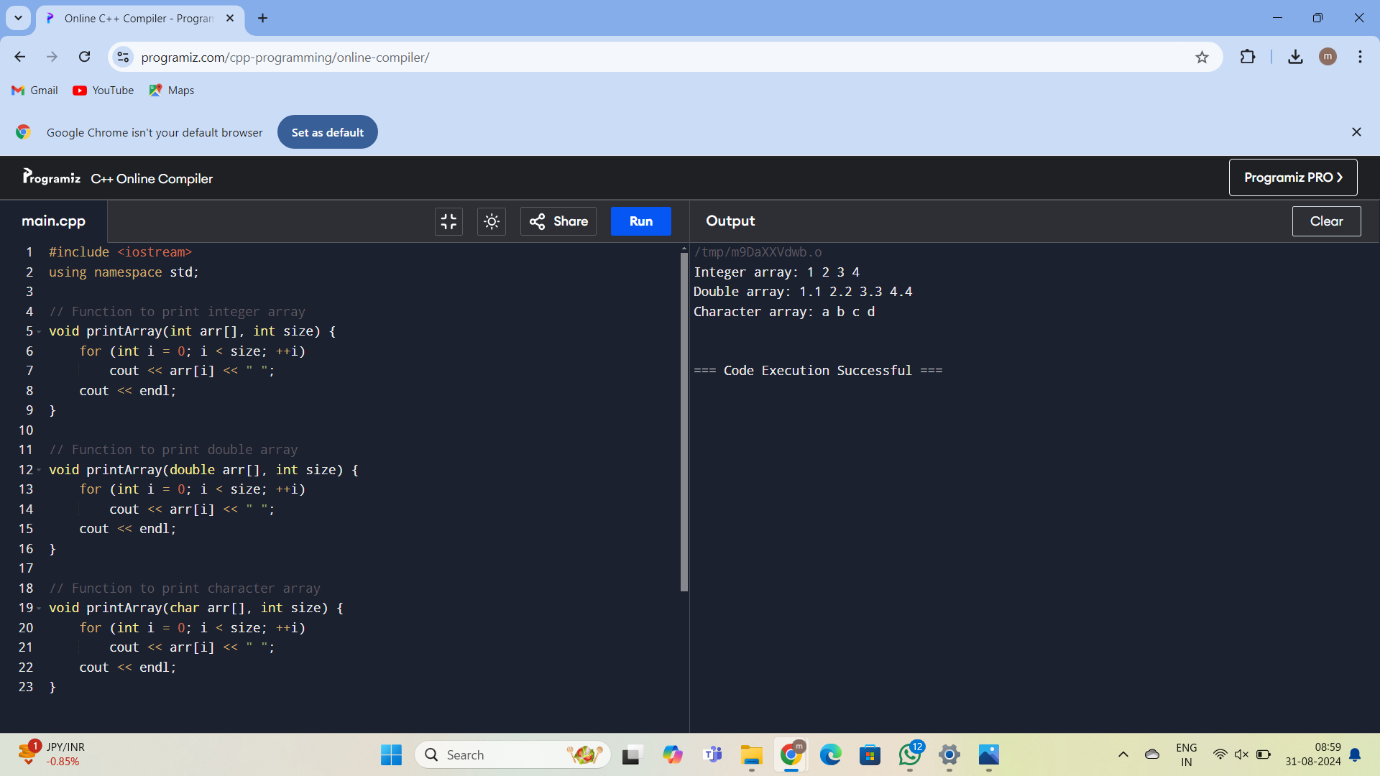 Online C++ Compiler - Program
programiz.com/cpp-programming/online-compiler/
m
Gmail
YouTube
Maps
Google Chrome isn't your default browser
Set as default
Programiz
C++ Online Compiler
Programiz PRO >
main.cpp
Share
Run
Output
Clear
1 #include <iostream>
2 using namespace std;
3
4 // Function to print integer array
5 void printArray(int arr[], int size) {
6     for (int i = 0; i < size; ++i)
7         cout << arr[i] << " ";
8     cout << endl;
9 }
10
11 // Function to print double array
12 void printArray(double arr[], int size) {
13     for (int i = 0; i < size; ++i)
14         cout << arr[i] << " ";
15     cout << endl;
16 }
17
18 // Function to print character array
19 void printArray(char arr[], int size) {
20     for (int i = 0; i < size; ++i)
21         cout << arr[i] << " ";
22     cout << endl;
23 }
/tmp/m9DaXXVdwb.o
Integer array: 1 2 3 4
Double array: 1.1 2.2 3.3 4.4
Character array: a b c d
=== Code Execution Successful ===
1
JPY/INR
-0.85%
Search
m
12
ENG
IN
08:59
31-08-2024